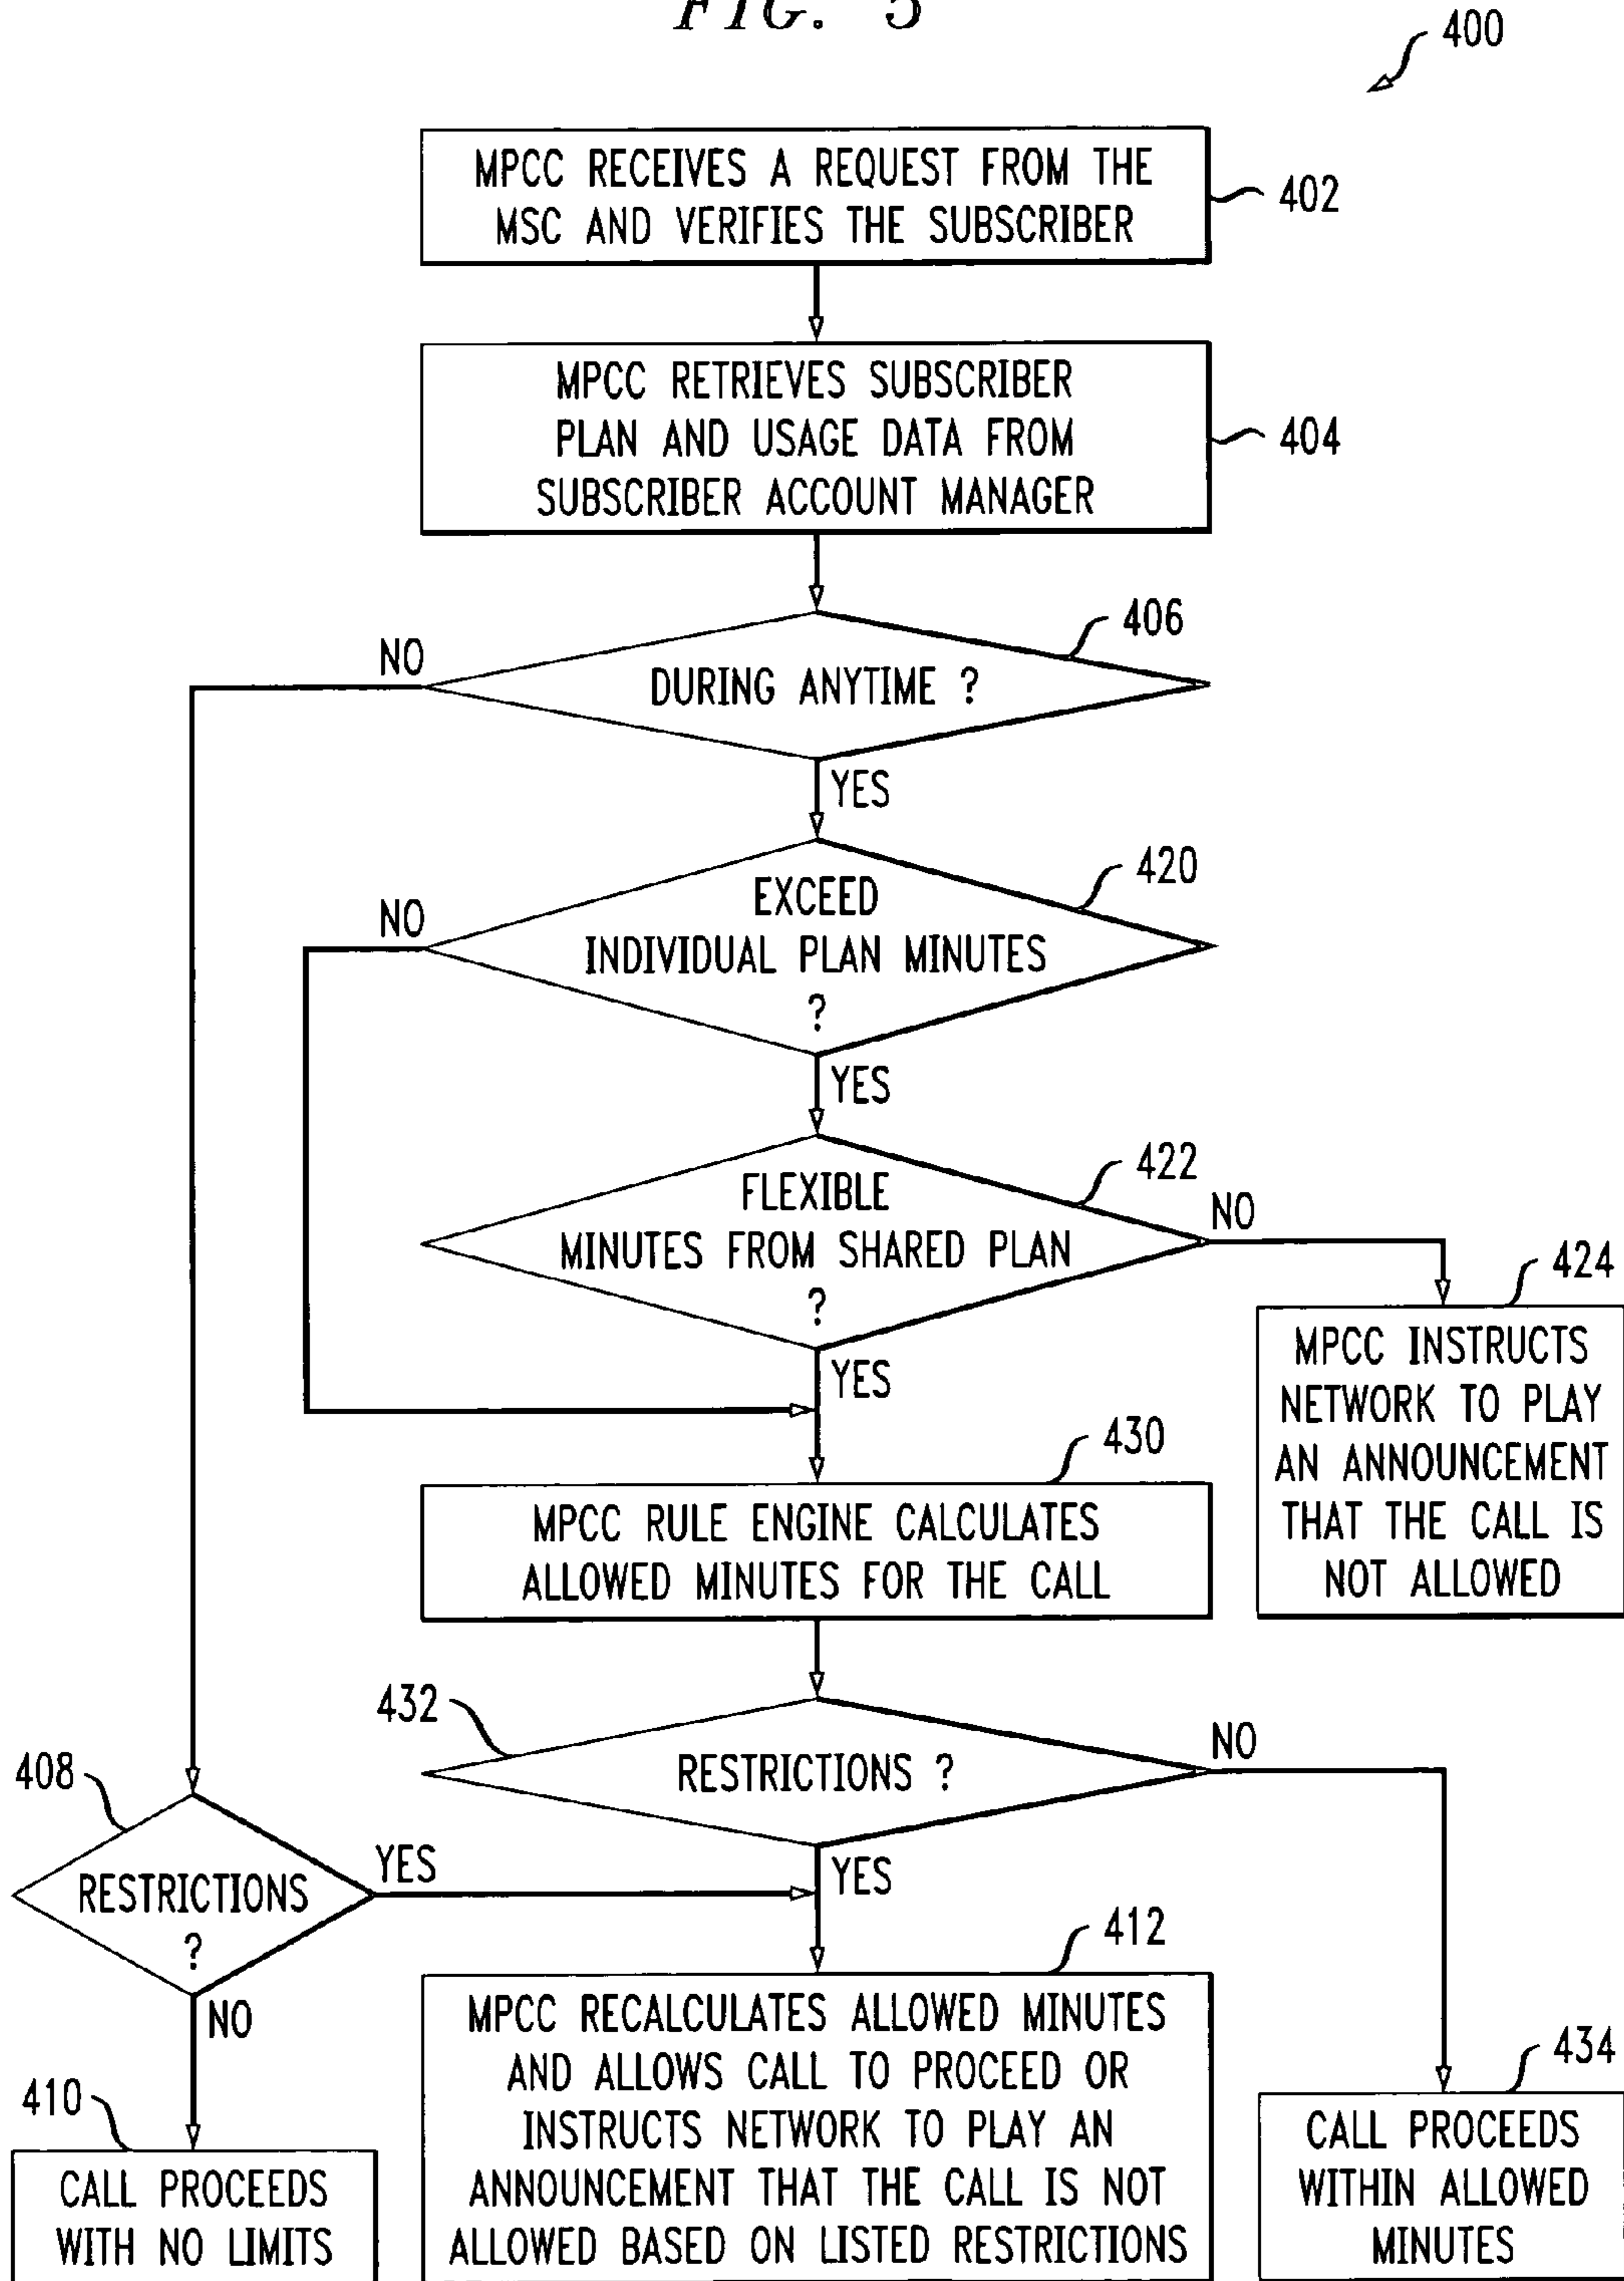 FIG. 5
400
MPCC RECEIVES A REQUEST FROM THE
MSC AND VERIFIES THE SUBSCRIBER
402
MPCC RETRIEVES SUBSCRIBER
PLAN AND USAGE DATA FROM
SUBSCRIBER ACCOUNT MANAGER
404
406
NO
DURING ANYTIME ?
YES
420
NO
EXCEED
INDIVIDUAL PLAN MINUTES
?
YES
422
FLEXIBLE
MINUTES FROM SHARED PLAN
?
NO
YES
424
MPCC INSTRUCTS
NETWORK TO PLAY
AN ANNOUNCEMENT
THAT THE CALL IS
NOT ALLOWED
430
MPCC RULE ENGINE CALCULATES
ALLOWED MINUTES FOR THE CALL
432
RESTRICTIONS ?
NO
YES
408
RESTRICTIONS
?
YES
NO
410
CALL PROCEEDS
WITH NO LIMITS
412
MPCC RECALCULATES ALLOWED MINUTES
AND ALLOWS CALL TO PROCEED OR
INSTRUCTS NETWORK TO PLAY AN
ANNOUNCEMENT THAT THE CALL IS NOT
ALLOWED BASED ON LISTED RESTRICTIONS
434
CALL PROCEEDS
WITHIN ALLOWED
MINUTES